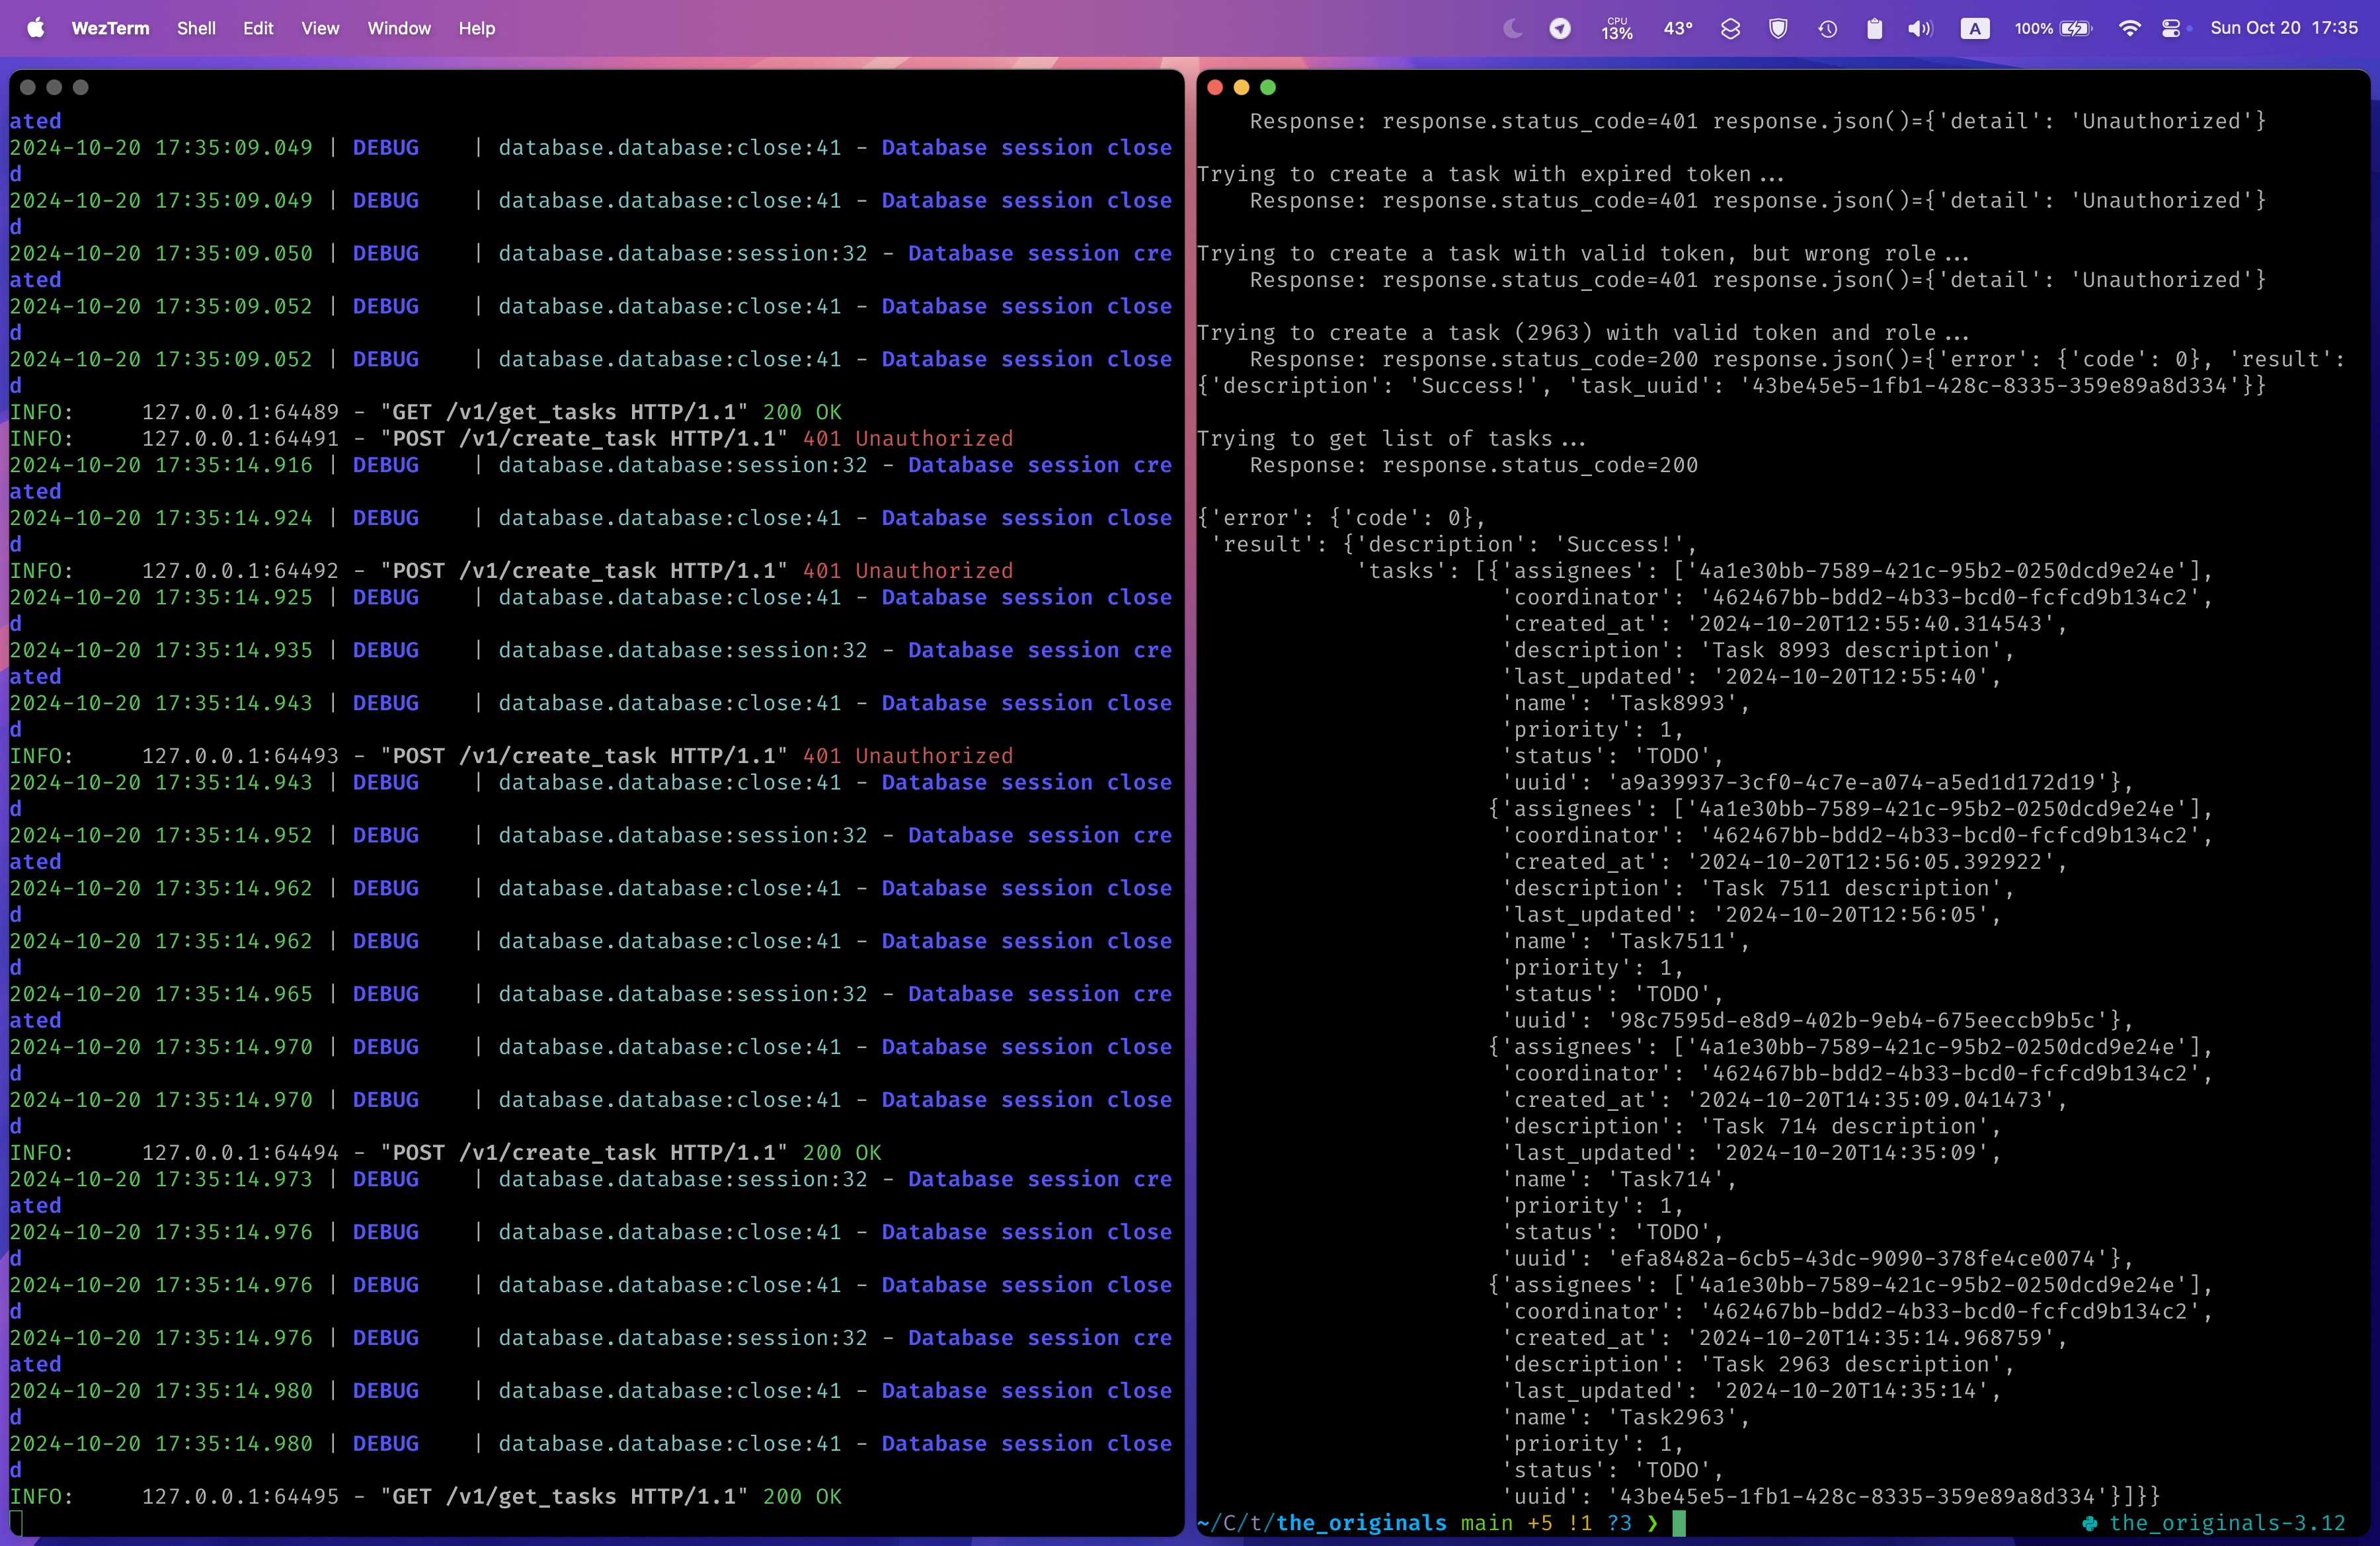 WezTerm Shell Edit View Window Help CPU 13% 43° A 100% Sun Oct 20 17:35
ated
2024-10-20 17:35:09.049 | DEBUG    | database.database:close:41 - Database session close
d
2024-10-20 17:35:09.049 | DEBUG    | database.database:close:41 - Database session close
d
2024-10-20 17:35:09.050 | DEBUG    | database.database:session:32 - Database session cre
ated
2024-10-20 17:35:09.052 | DEBUG    | database.database:close:41 - Database session close
d
2024-10-20 17:35:09.052 | DEBUG    | database.database:close:41 - Database session close
d
INFO:     127.0.0.1:64489 - "GET /v1/get_tasks HTTP/1.1" 200 OK
INFO:     127.0.0.1:64491 - "POST /v1/create_task HTTP/1.1" 401 Unauthorized
2024-10-20 17:35:14.916 | DEBUG    | database.database:session:32 - Database session cre
ated
2024-10-20 17:35:14.924 | DEBUG    | database.database:close:41 - Database session close
d
INFO:     127.0.0.1:64492 - "POST /v1/create_task HTTP/1.1" 401 Unauthorized
2024-10-20 17:35:14.925 | DEBUG    | database.database:close:41 - Database session close
d
2024-10-20 17:35:14.935 | DEBUG    | database.database:session:32 - Database session cre
ated
2024-10-20 17:35:14.943 | DEBUG    | database.database:close:41 - Database session close
d
INFO:     127.0.0.1:64493 - "POST /v1/create_task HTTP/1.1" 401 Unauthorized
2024-10-20 17:35:14.943 | DEBUG    | database.database:close:41 - Database session close
d
2024-10-20 17:35:14.952 | DEBUG    | database.database:session:32 - Database session cre
ated
2024-10-20 17:35:14.962 | DEBUG    | database.database:close:41 - Database session close
d
2024-10-20 17:35:14.962 | DEBUG    | database.database:close:41 - Database session close
d
2024-10-20 17:35:14.965 | DEBUG    | database.database:session:32 - Database session cre
ated
2024-10-20 17:35:14.970 | DEBUG    | database.database:close:41 - Database session close
d
2024-10-20 17:35:14.970 | DEBUG    | database.database:close:41 - Database session close
d
INFO:     127.0.0.1:64494 - "POST /v1/create_task HTTP/1.1" 200 OK
2024-10-20 17:35:14.973 | DEBUG    | database.database:session:32 - Database session cre
ated
2024-10-20 17:35:14.976 | DEBUG    | database.database:close:41 - Database session close
d
2024-10-20 17:35:14.976 | DEBUG    | database.database:close:41 - Database session close
d
2024-10-20 17:35:14.976 | DEBUG    | database.database:session:32 - Database session cre
ated
2024-10-20 17:35:14.980 | DEBUG    | database.database:close:41 - Database session close
d
2024-10-20 17:35:14.980 | DEBUG    | database.database:close:41 - Database session close
d
INFO:     127.0.0.1:64495 - "GET /v1/get_tasks HTTP/1.1" 200 OK
    Response: response.status_code=401 response.json()={'detail': 'Unauthorized'}
Trying to create a task with expired token...
    Response: response.status_code=401 response.json()={'detail': 'Unauthorized'}
Trying to create a task with valid token, but wrong role...
    Response: response.status_code=401 response.json()={'detail': 'Unauthorized'}
Trying to create a task (2963) with valid token and role...
    Response: response.status_code=200 response.json()={'error': {'code': 0}, 'result':
{'description': 'Success!', 'task_uuid': '43be45e5-1fb1-428c-8335-359e89a8d334'}}
Trying to get list of tasks...
    Response: response.status_code=200
{'error': {'code': 0},
 'result': {'description': 'Success!',
            'tasks': [{'assignees': ['4a1e30bb-7589-421c-95b2-0250dcd9e24e'],
                       'coordinator': '462467bb-bdd2-4b33-bcd0-fcfcd9b134c2',
                       'created_at': '2024-10-20T12:55:40.314543',
                       'description': 'Task 8993 description',
                       'last_updated': '2024-10-20T12:55:40',
                       'name': 'Task8993',
                       'priority': 1,
                       'status': 'TODO',
                       'uuid': 'a9a39937-3cf0-4c7e-a074-a5ed1d172d19'},
                      {'assignees': ['4a1e30bb-7589-421c-95b2-0250dcd9e24e'],
                       'coordinator': '462467bb-bdd2-4b33-bcd0-fcfcd9b134c2',
                       'created_at': '2024-10-20T12:56:05.392922',
                       'description': 'Task 7511 description',
                       'last_updated': '2024-10-20T12:56:05',
                       'name': 'Task7511',
                       'priority': 1,
                       'status': 'TODO',
                       'uuid': '98c7595d-e8d9-402b-9eb4-675eeccb9b5c'},
                      {'assignees': ['4a1e30bb-7589-421c-95b2-0250dcd9e24e'],
                       'coordinator': '462467bb-bdd2-4b33-bcd0-fcfcd9b134c2',
                       'created_at': '2024-10-20T14:35:09.041473',
                       'description': 'Task 714 description',
                       'last_updated': '2024-10-20T14:35:09',
                       'name': 'Task714',
                       'priority': 1,
                       'status': 'TODO',
                       'uuid': 'efa8482a-6cb5-43dc-9090-378fe4ce0074'},
                      {'assignees': ['4a1e30bb-7589-421c-95b2-0250dcd9e24e'],
                       'coordinator': '462467bb-bdd2-4b33-bcd0-fcfcd9b134c2',
                       'created_at': '2024-10-20T14:35:14.968759',
                       'description': 'Task 2963 description',
                       'last_updated': '2024-10-20T14:35:14',
                       'name': 'Task2963',
                       'priority': 1,
                       'status': 'TODO',
                       'uuid': '43be45e5-1fb1-428c-8335-359e89a8d334'}]}}
~/C/t/the_originals main +5 !1 ?3 ❯ the_originals-3.12